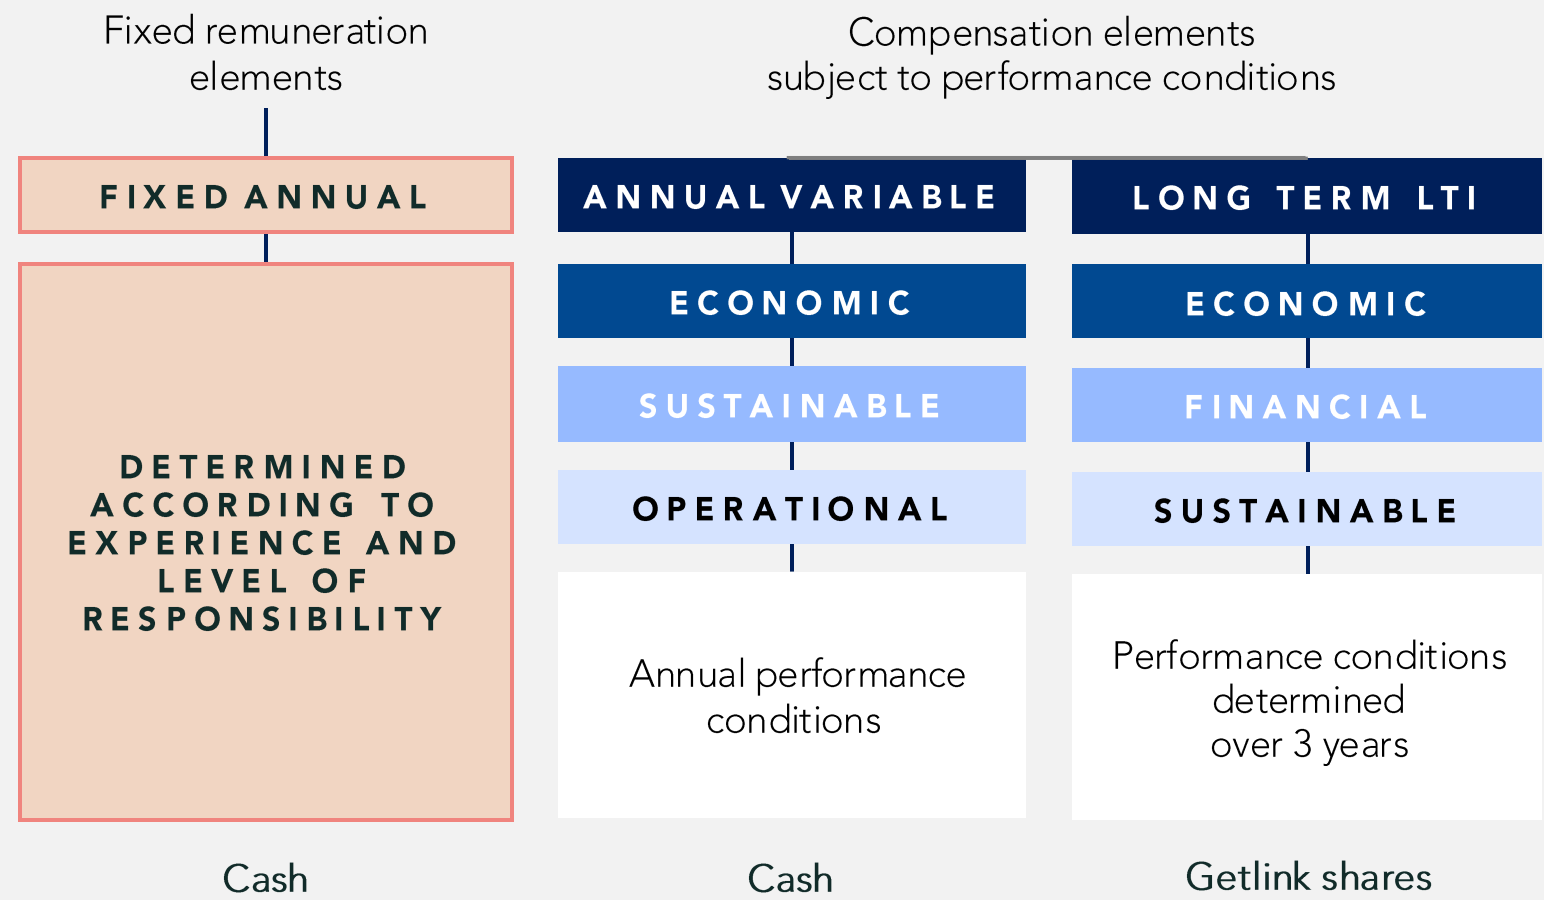 Fixed remuneration
elements
FIXED ANNUAL
DETERMINED
ACCORDING TO
EXPERIENCE AND
LEVEL OF
RESPONSIBILITY
Cash
Compensation elements
subject to performance conditions
ANNUAL VARIABLE
ECONOMIC
SUSTAINABLE
OPERATIONAL
Annual performance
conditions
Cash
LONG TERM LTI
ECONOMIC
FINANCIAL
SUSTAINABLE
Performance conditions
determined
over 3 years
Getlink shares